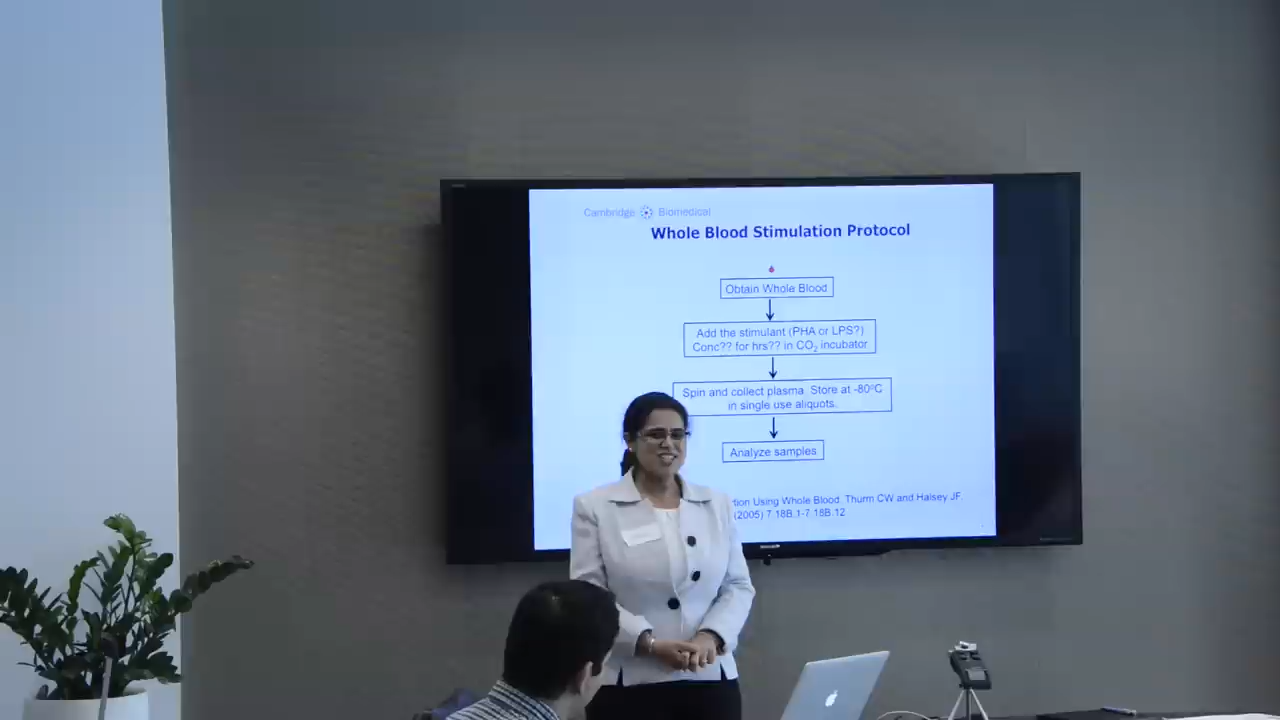 Cambridge Biomedical
Whole Blood Stimulation Protocol
Obtain Whole Blood
Add the stimulant (PHA or LPS?)
Conc?? for hrs?? in CO2 incubator
Spin and collect plasma. Store at -80°C
in single use aliquots.
Analyze samples
Using Whole Blood. Thurm CW and Halsey JF.
(2005) 7.18B.1-7.18B.12